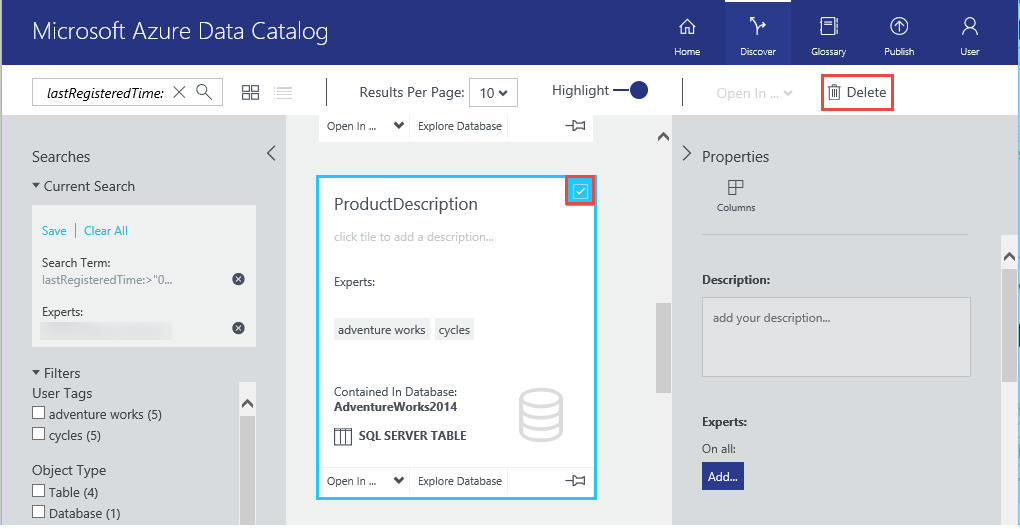 Microsoft Azure Data Catalog
Home
Discover
Glossary
Publish
User
lastRegisteredTime:
Results Per Page:
10
Highlight
Open In ...
Delete
Searches
Current Search
Save
Clear All
Search Term:
lastRegisteredTime:>"0...
Experts:
Filters
User Tags
adventure works (5)
cycles (5)
Object Type
Table (4)
Database (1)
Open In ...
Explore Database
ProductDescription
click tile to add a description...
Experts:
adventure works
cycles
Contained In Database:
AdventureWorks2014
SQL SERVER TABLE
Open In ...
Explore Database
Properties
Columns
Description:
add your description...
Experts:
On all:
Add...